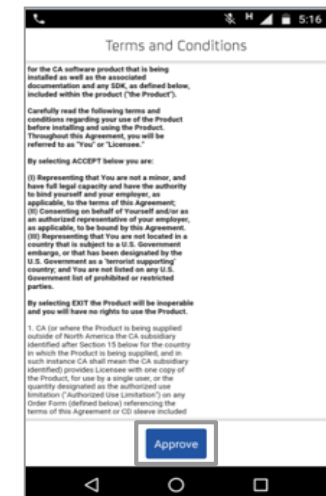 H 5:16
Terms and Conditions
for the CA software product that is being
installed as well as the associated
documentation and any SDK, as defined below,
included within the product ("the Product").
Carefully read the following terms and
conditions regarding your use of the Product
before installing and using the Product.
Throughout this Agreement, you will be
referred to as "You" or "Licensee."
By selecting ACCEPT below you are:
(I) Representing that You are not a minor, and
have full legal capacity and have the authority
to bind yourself and your employer, as
applicable, to the terms of this Agreement;
(II) Consenting on behalf of Yourself and/or as
an authorized representative of your employer,
as applicable, to be bound by this Agreement.
(III) Representing that You are not located in a
country that is subject to a U.S. Government
embargo, or that has been designated by the
U.S. Government as a 'terrorist supporting'
country; and You are not listed on any U.S.
Government list of prohibited or restricted
parties.
By selecting EXIT the Product will be inoperable
and you will have no rights to use the Product.
1. CA (or where the Product is being supplied
outside of North America the CA subsidiary
identified after Section 15 below for the country
in which the Product is being supplied, and in
such instance CA shall mean the CA subsidiary
identified) provides Licensee with one copy of
the Product, for use by a single user, or the
quantity designated as the authorized use
limitation ("Authorized Use Limitation") on any
Order Form (defined below) referencing the
terms of this Agreement or CD sleeve included
Approve